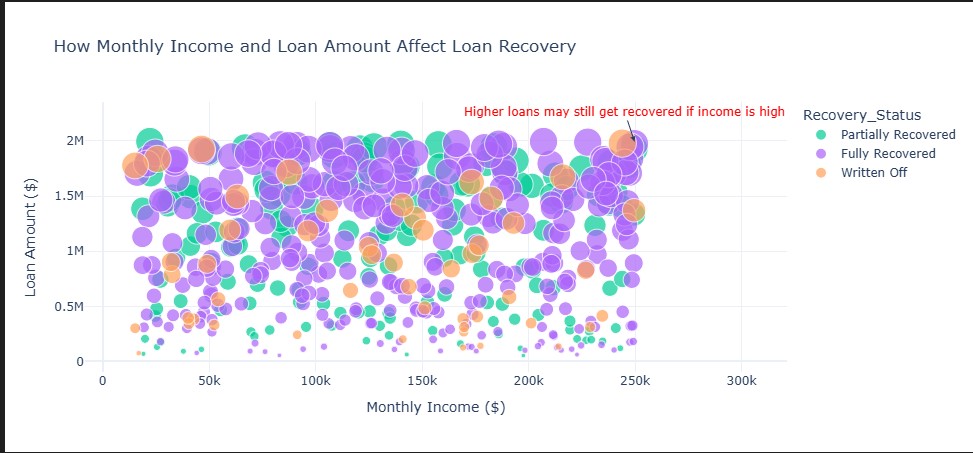 How Monthly Income and Loan Amount Affect Loan Recovery
Higher loans may still get recovered if income is high
Recovery_Status
Partially Recovered
Fully Recovered
Written Off
2M
1.5M
1M
0.5M
0
Loan Amount ($)
0
50k
100k
150k
200k
250k
300k
Monthly Income ($)